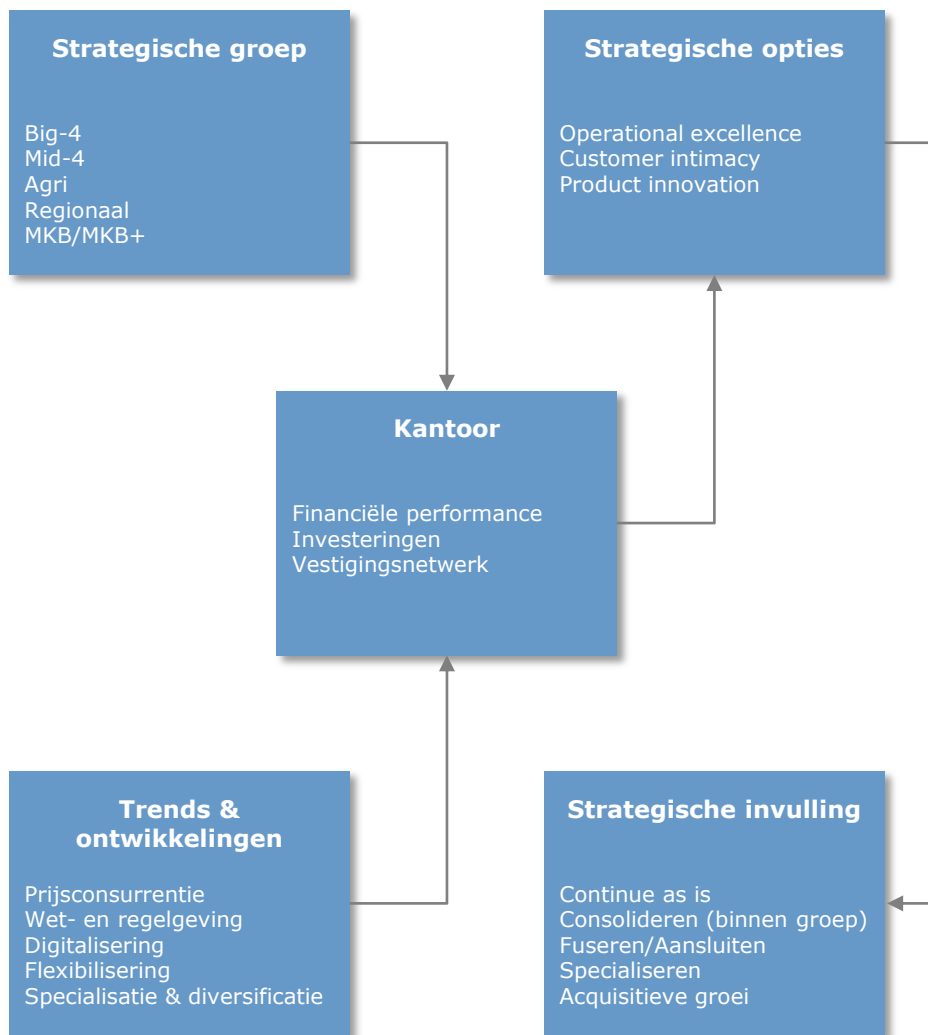 Strategische groep
Big-4
Mid-4
Agri
Regionaal
MKB/MKB+
Strategische opties
Operational excellence
Customer intimacy
Product innovation
Kantoor
Financiële performance
Investeringen
Vestigingsnetwerk
Trends &
ontwikkelingen
Prijsconsurrentie
Wet- en regelgeving
Digitalisering
Flexibilisering
Specialisatie & diversificatie
Strategische invulling
Continue as is
Consolideren (binnen groep)
Fuseren/Aansluiten
Specialiseren
Acquisitieve groei